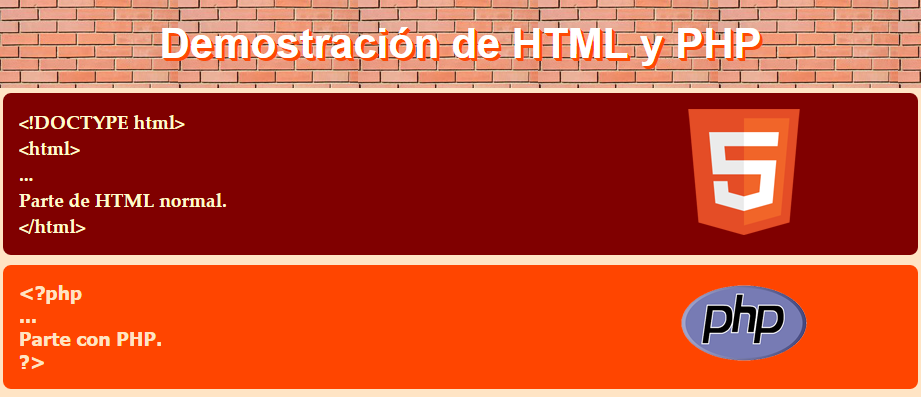 Demostración de HTML y PHP
<!DOCTYPE html>
<html>
...
Parte de HTML normal.
</html>
5
<?php
...
Parte con PHP.
?>
php